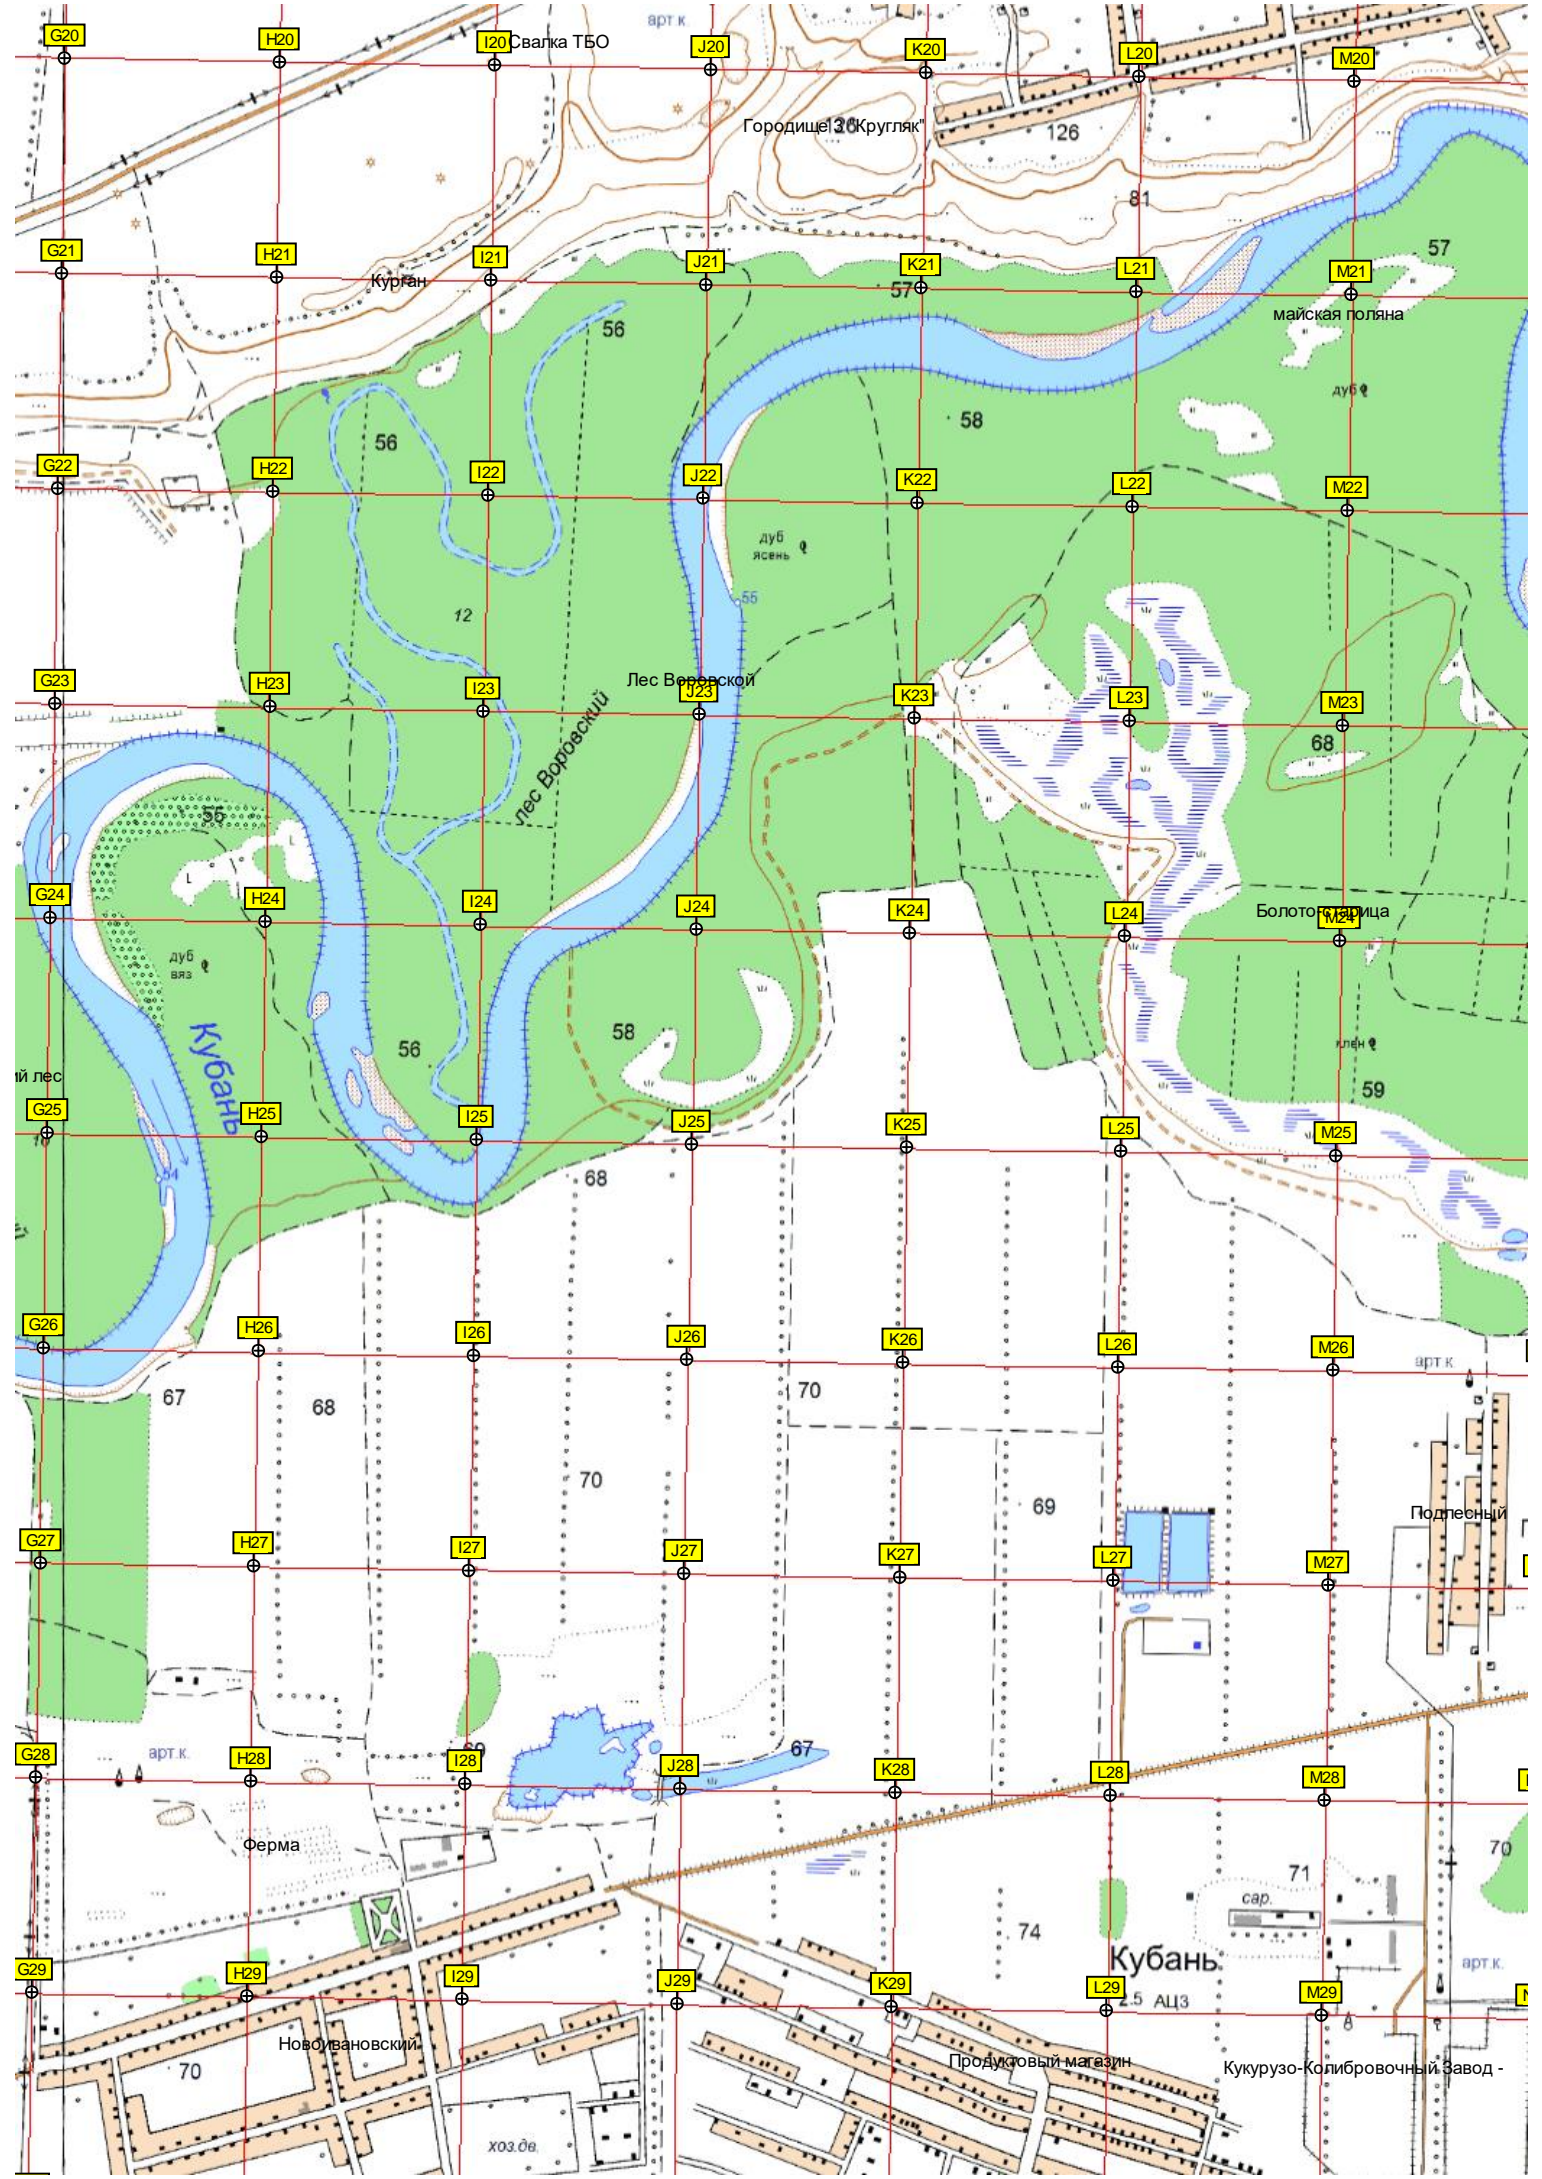 G20
H20
I20
Свалка ТБО
арт к.
J20
K20
L20
M20
Городище 3 "Кругляк"
126
81
G21
H21
Курган
I21
J21
K21
57
L21
M21
57
майская поляна
56
дуб
56
58
G22
H22
I22
J22
K22
L22
M22
дуб
ясень
55
12
G23
H23
I23
Лес Воровской
J23
K23
L23
M23
68
лес Воровский
55
L
L
G24
H24
I24
J24
K24
L24
Болото-старица
M24
дуб
вяз
Кубань
56
58
клен
59
ий лес
G25
H25
I25
J25
K25
L25
M25
54
68
G26
H26
I26
J26
K26
L26
M26
арт к
67
68
70
70
69
Подлесный
G27
H27
I27
J27
K27
L27
M27
G28
арт.к.
H28
I28
J28
67
K28
L28
M28
Ферма
71
70
сар.
74
Кубань
арт.к.
G29
H29
I29
J29
K29
L29
2.5 АЦЗ
M29
Новоивановский
70
Продуктовый магазин
Кукурузо-Колибровочный Завод -
хоз.дв.